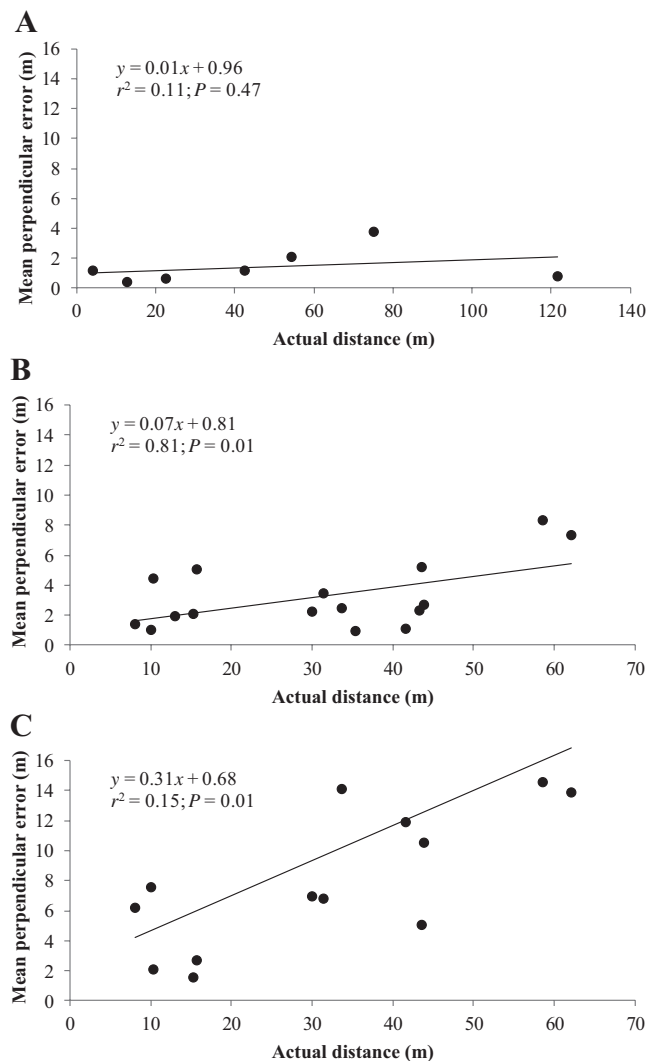 A
Mean perpendicular error (m)
16
14
12
10
8
6
4
2
0
y = 0.01x + 0.96
r² = 0.11; P = 0.47
0 20 40 60 80 100 120 140
Actual distance (m)
B
Mean perpendicular error (m)
16
14
12
10
8
6
4
2
0
y = 0.07x + 0.81
r² = 0.81; P = 0.01
0 10 20 30 40 50 60 70
Actual distance (m)
C
Mean perpendicular error (m)
16
14
12
10
8
6
4
2
0
y = 0.31x + 0.68
r² = 0.15; P = 0.01
0 10 20 30 40 50 60 70
Actual distance (m)